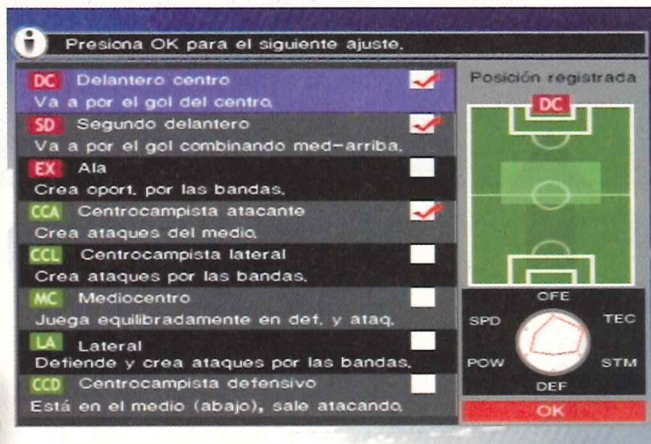 Presiona OK para el siguiente ajuste.
DC Delantero centro
Va a por el gol del centro.
SD Segundo delantero
Va a por el gol combinando med-arriba.
EX Ala
Crea oport. por las bandas.
CCA Centrocampista atacante
Crea ataques del medio.
CCL Centrocampista lateral
Crea ataques por las bandas.
MC Mediocentro
Juega equilibradamente en def. y ataq.
LA Lateral
Defiende y crea ataques por las bandas.
CCD Centrocampista defensivo
Está en el medio (abajo), sale atacando.
Posición registrada
DC
OFE
SPD TEC
POW STM
DEF
OK